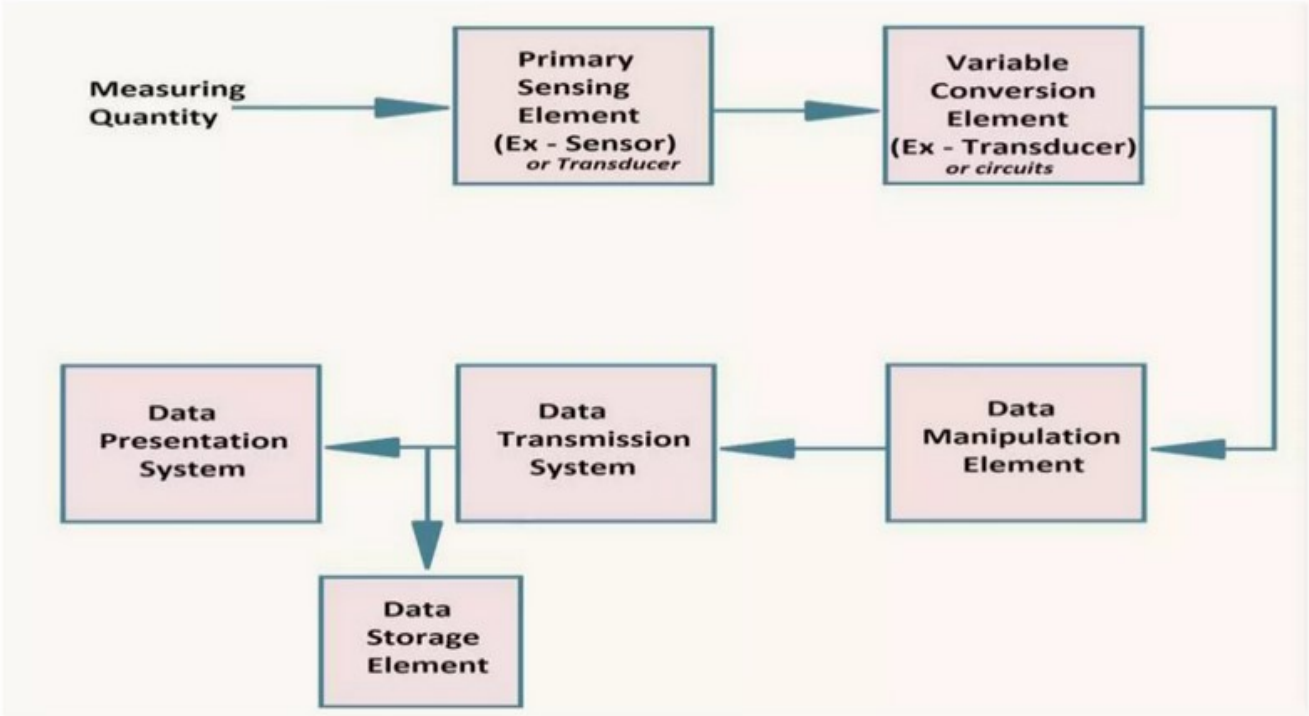 Measuring
Quantity
Primary
Sensing
Element
(Ex - Sensor)
or Transducer
Variable
Conversion
Element
(Ex - Transducer)
or circuits
Data
Presentation
System
Data
Transmission
System
Data
Manipulation
Element
Data
Storage
Element